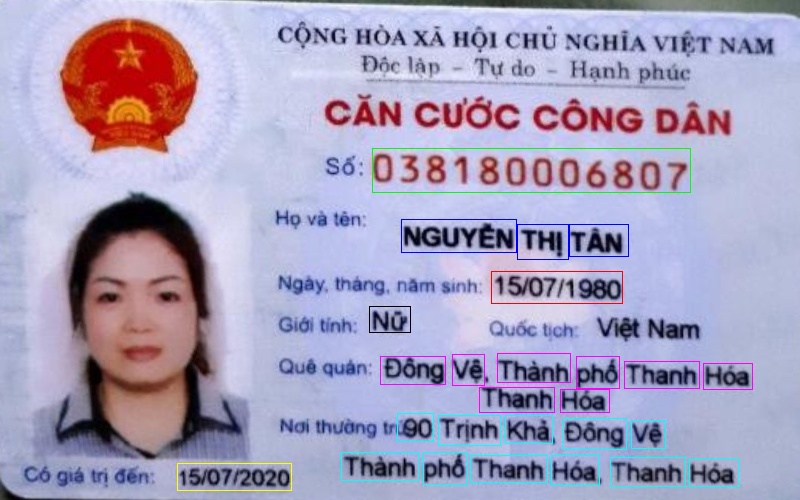 CỘNG HÒA XÃ HỘI CHỦ NGHĨA VIỆT NAM
Độc lập - Tự do - Hạnh phúc
CĂN CƯỚC CÔNG DÂN
Số: 038180006807
Họ và tên: NGUYỄN THỊ TÂN
Ngày, tháng, năm sinh: 15/07/1980
Giới tính: Nữ Quốc tịch: Việt Nam
Quê quán: Đông Vệ, Thành phố Thanh Hóa
Thanh Hóa
Nơi thường trú: 90 Trịnh Khả, Đông Vệ
Thành phố Thanh Hóa, Thanh Hóa
Có giá trị đến: 15/07/2020